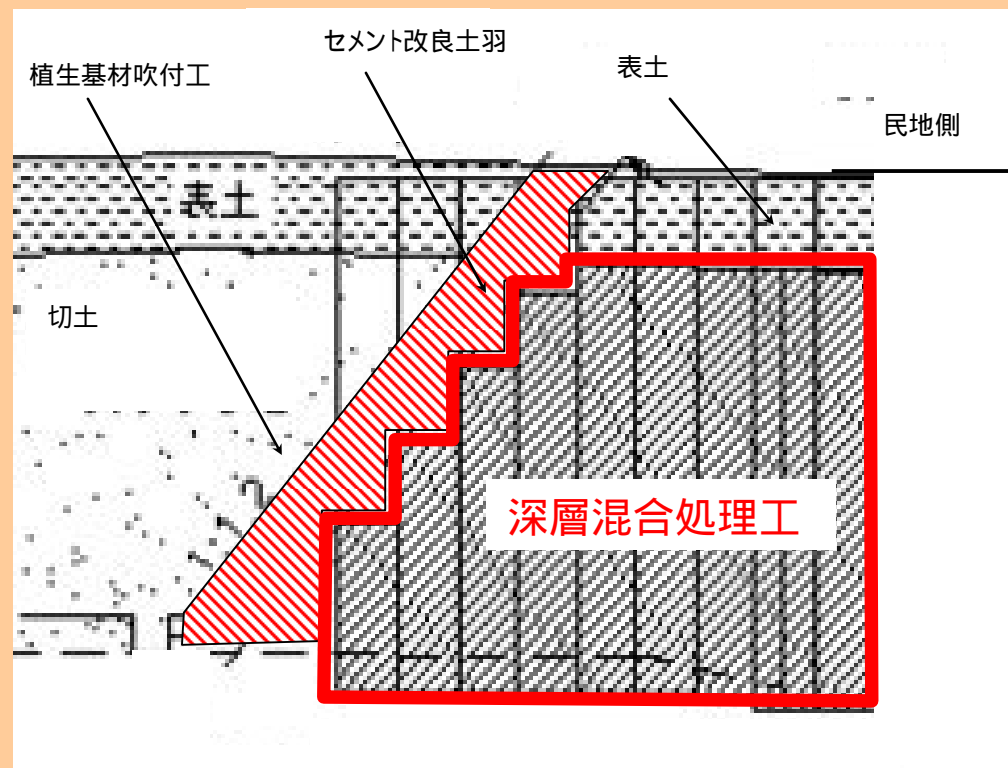 セメント改良土羽
植生基材吹付工
表土
民地側
表土
切土
深層混合処理工